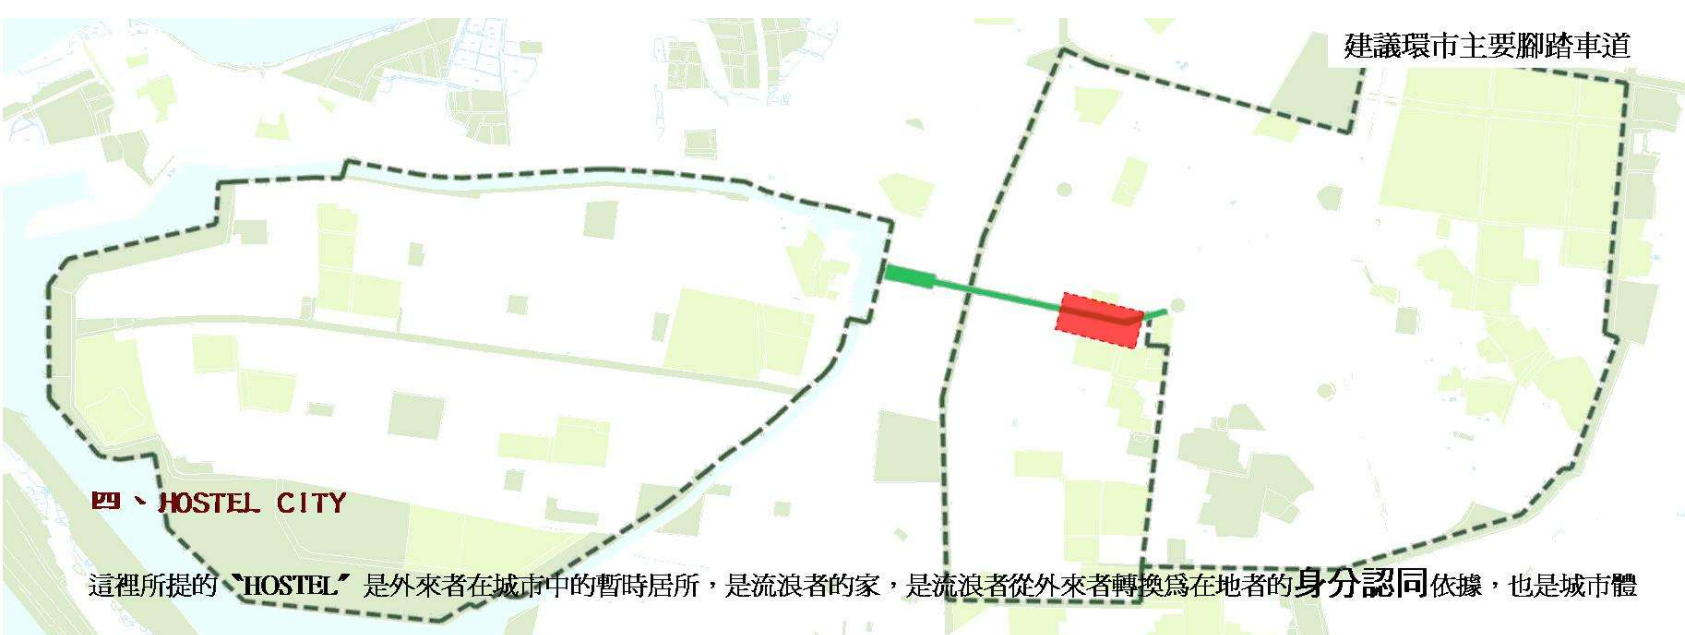 建議環市主要腳踏車道
四、HOSTEL CITY
這裡所提的〝HOSTEL〞是外來者在城市中的暫時居所，是流浪者的家，是流浪者從外來者轉換爲在地者的身分認同依據，也是城市體